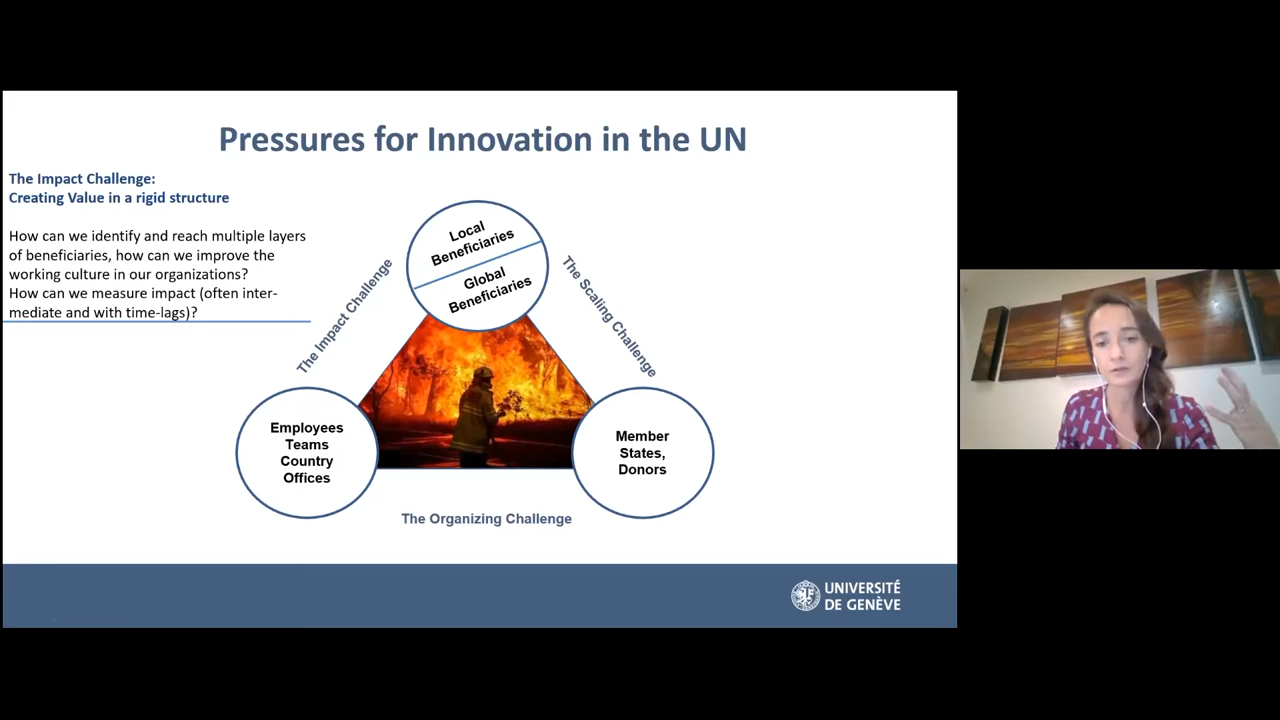 Pressures for Innovation in the UN
The Impact Challenge:
Creating Value in a rigid structure
How can we identify and reach multiple layers
of beneficiaries, how can we improve the
working culture in our organizations?
How can we measure impact (often inter-
mediate and with time-lags)?
Local
Beneficiaries
Global
Beneficiaries
The Impact Challenge
The Scaling Challenge
Employees
Teams
Country
Offices
Member
States,
Donors
The Organizing Challenge
UNIVERSITÉ
DE GENÈVE